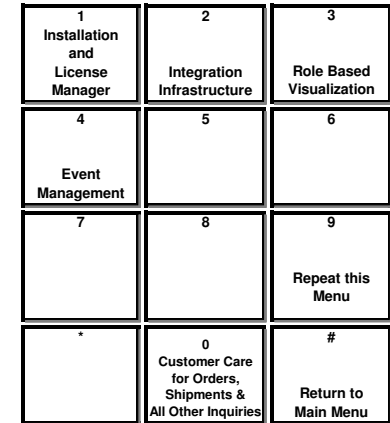 1
Installation
and
License
Manager
2
Integration
Infrastructure
3
Role Based
Visualization
4
Event
Management
5
6
7
8
9
Repeat this
Menu
*
0
Customer Care
for Orders,
Shipments &
All Other Inquiries
#
Return to
Main Menu